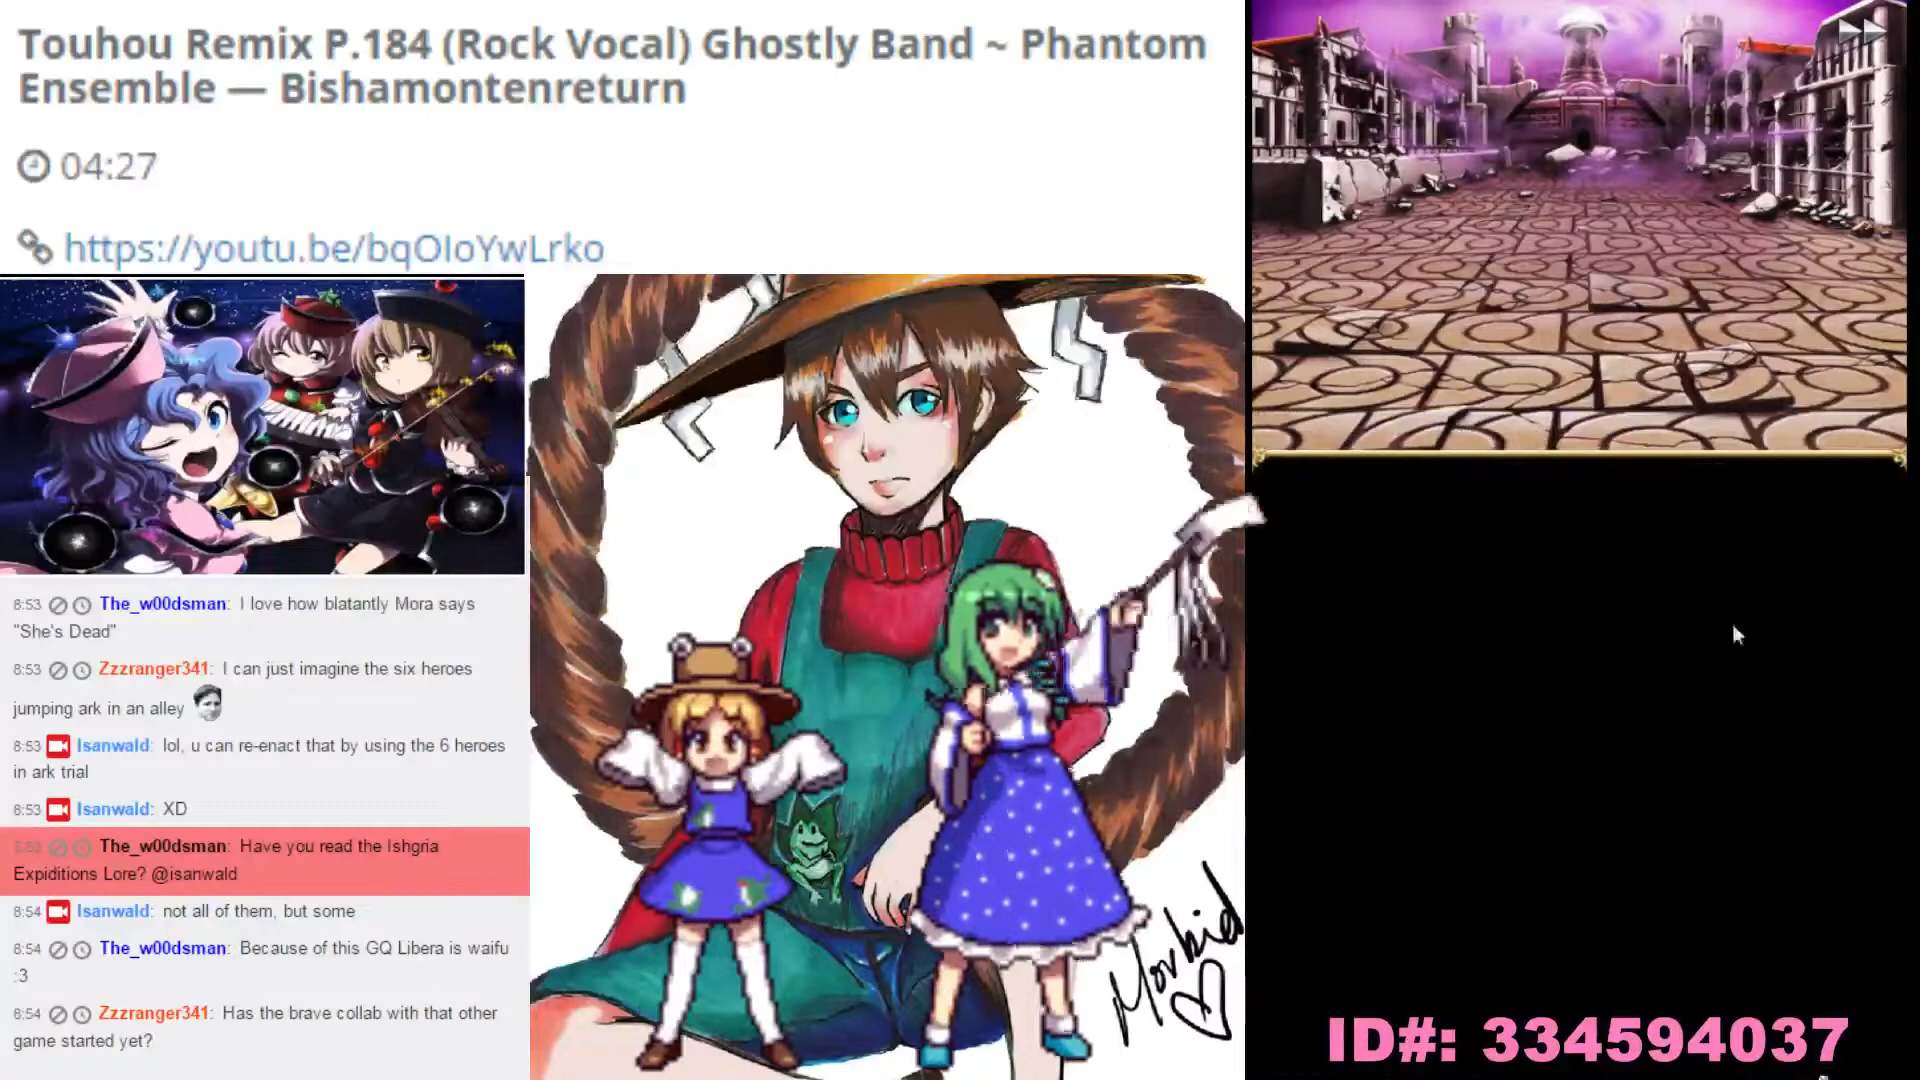 Touhou Remix P.184 (Rock Vocal) Ghostly Band ~ Phantom
Ensemble — Bishamontenreturn
04:27
https://youtu.be/bqOIoYwLrko
8:53 The_w00dsman: I love how blatantly Mora says
"She's Dead"
8:53 Zzzranger341: I can just imagine the six heroes
jumping ark in an alley
8:53 Isanwald: lol, u can re-enact that by using the 6 heroes
in ark trial
8:53 Isanwald: XD
8:53 The_w00dsman: Have you read the Ishgria
Expiditions Lore? @isanwald
8:54 Isanwald: not all of them, but some
8:54 The_w00dsman: Because of this GQ Libera is waifu
:3
8:54 Zzzranger341: Has the brave collab with that other
game started yet?
Morbid
ID#: 334594037